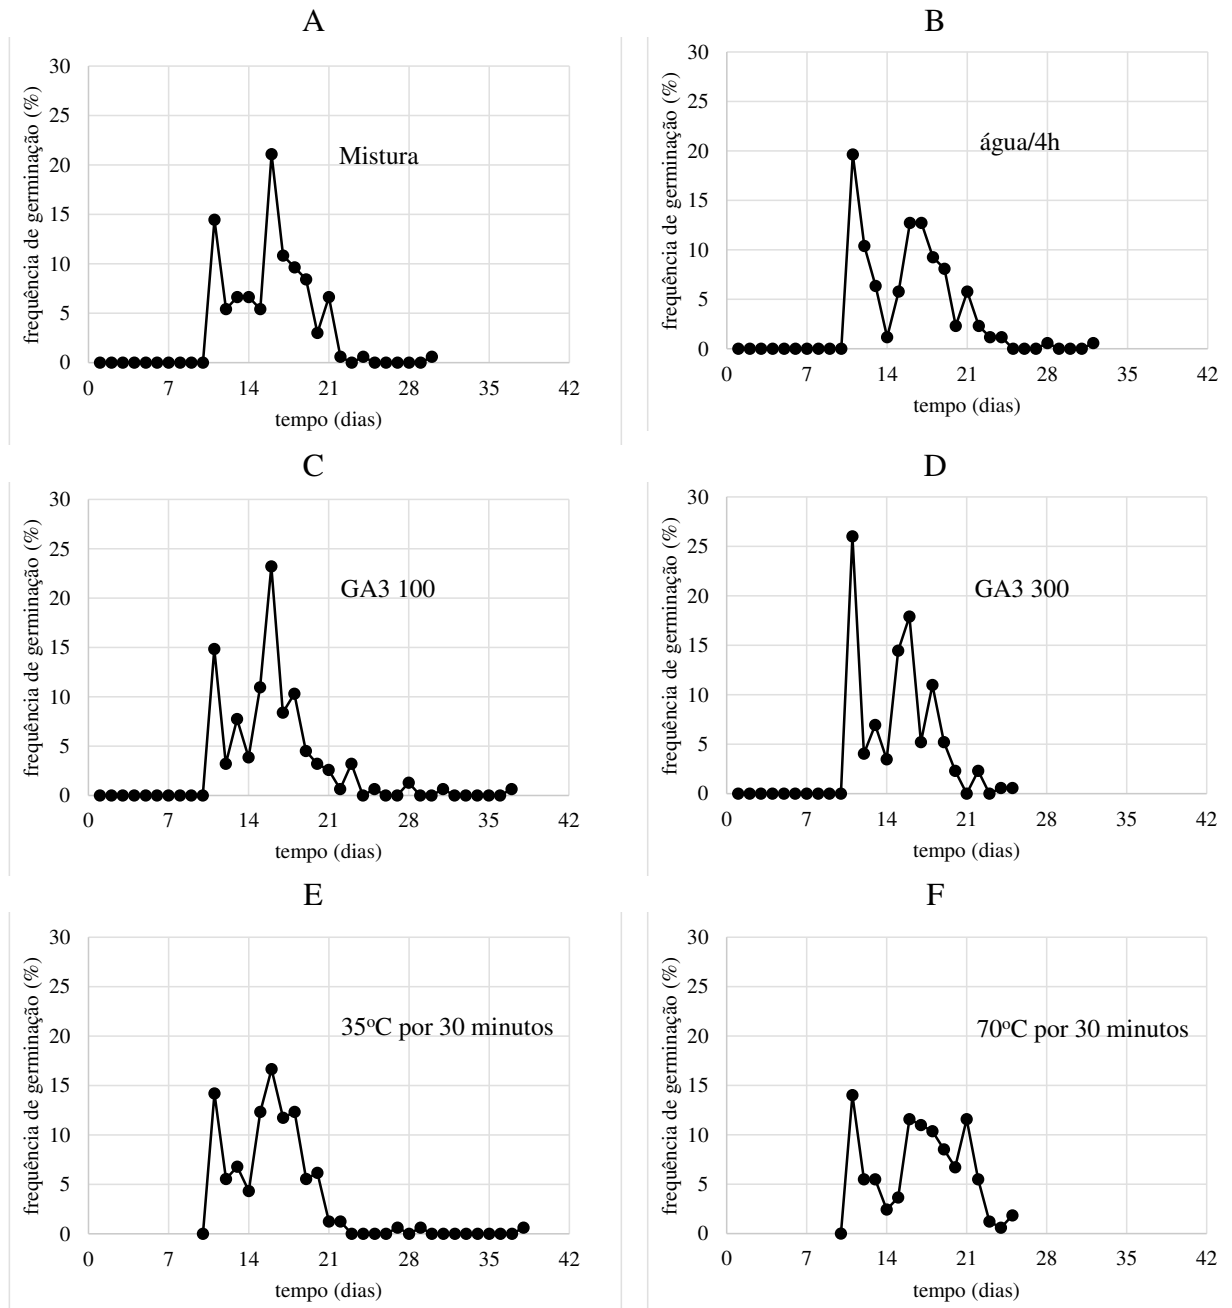 A
frequência de germinação (%)
30
25
20
15
10
5
0
Mistura
0 7 14 21 28 35 42
tempo (dias)
B
frequência de germinação (%)
30
25
20
15
10
5
0
água/4h
0 7 14 21 28 35 42
tempo (dias)
C
frequência de germinação (%)
30
25
20
15
10
5
0
GA3 100
0 7 14 21 28 35 42
tempo (dias)
D
frequência de germinação (%)
30
25
20
15
10
5
0
GA3 300
0 7 14 21 28 35 42
tempo (dias)
E
frequência de germinação (%)
30
25
20
15
10
5
0
35ºC por 30 minutos
0 7 14 21 28 35 42
tempo (dias)
F
frequência de germinação (%)
30
25
20
15
10
5
0
70ºC por 30 minutos
0 7 14 21 28 35 42
tempo (dias)